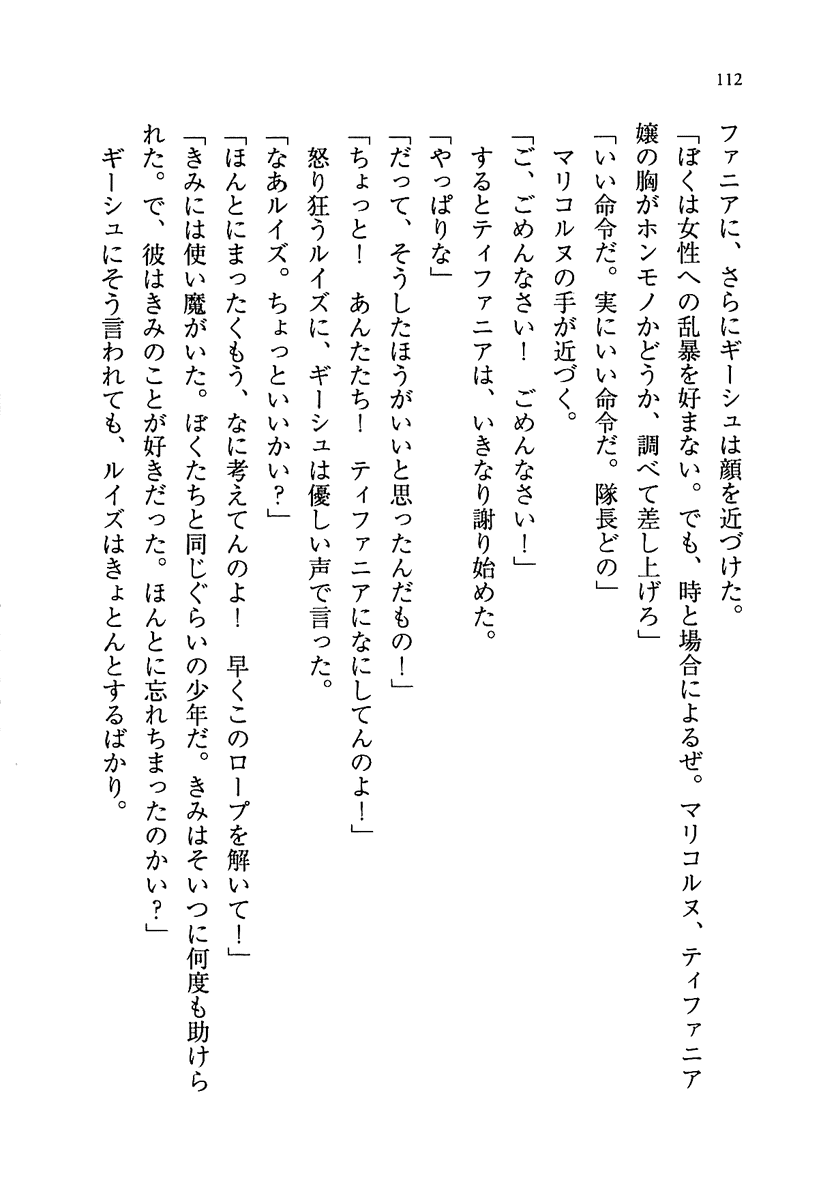 112
ファニアに、さらにギーシュは顔を近づけた。
「ぼくは女性への乱暴を好まない。でも、時と場合によるぜ。マリコルヌ、ティファニア
嬢の胸がホンモノかどうか、調べて差し上げろ」
「いい命令だ。実にいい命令だ。隊長どの」
マリコルヌの手が近づく。
「ご、ごめんなさい！　ごめんなさい！」
するとティファニアは、いきなり謝り始めた。
「やっぱりな」
「だって、そうしたほうがいいと思ったんだもの！」
「ちょっと！　あんたたち！　ティファニアになにしてんのよ！」
怒り狂うルイズに、ギーシュは優しい声で言った。
「なあルイズ。ちょっといいかい？」
「ほんとにまったくもう、なに考えてんのよ！　早くこのロープを解いて！」
「きみには使い魔がいた。ぼくたちと同じぐらいの少年だ。きみはそいつに何度も助けら
れた。で、彼はきみのことが好きだった。ほんとに忘れちまったのかい？」
ギーシュにそう言われても、ルイズはきょとんとするばかり。